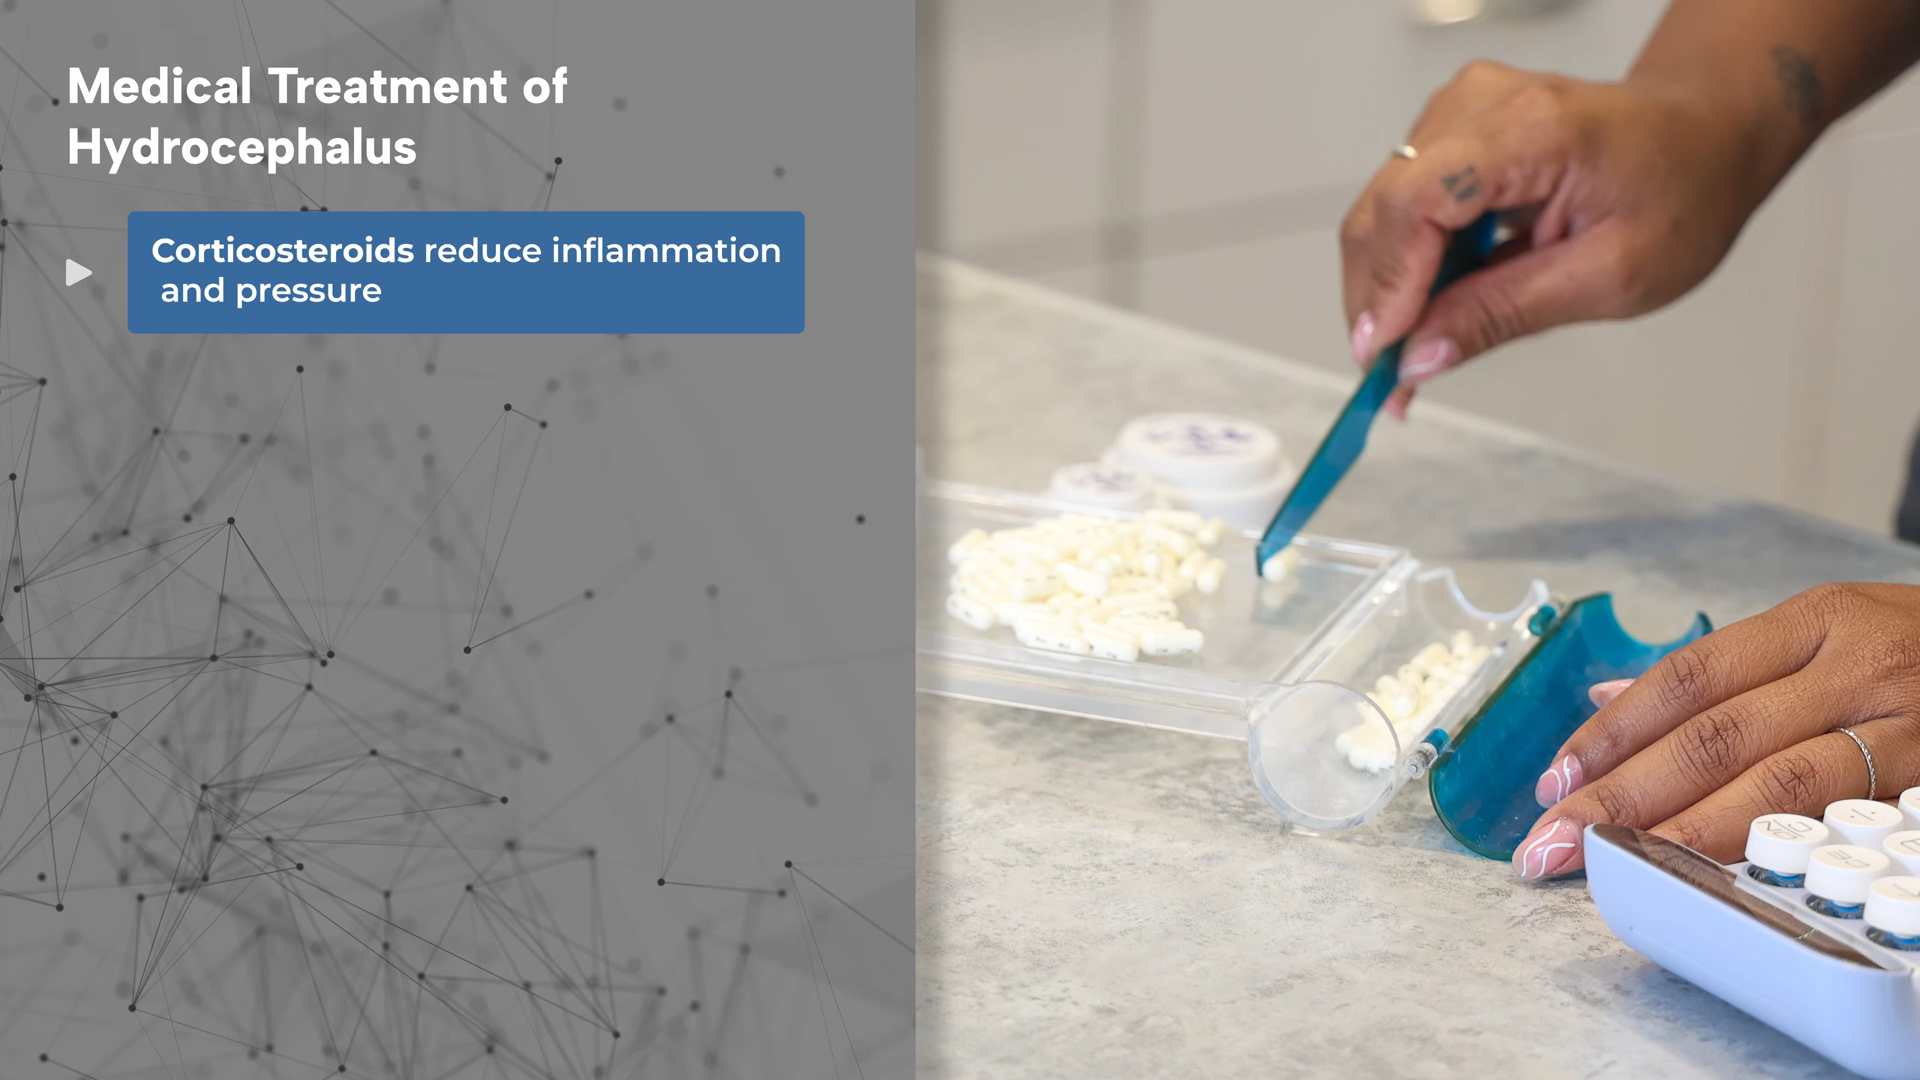 Medical Treatment of
Hydrocephalus
Corticosteroids reduce inflammation
and pressure